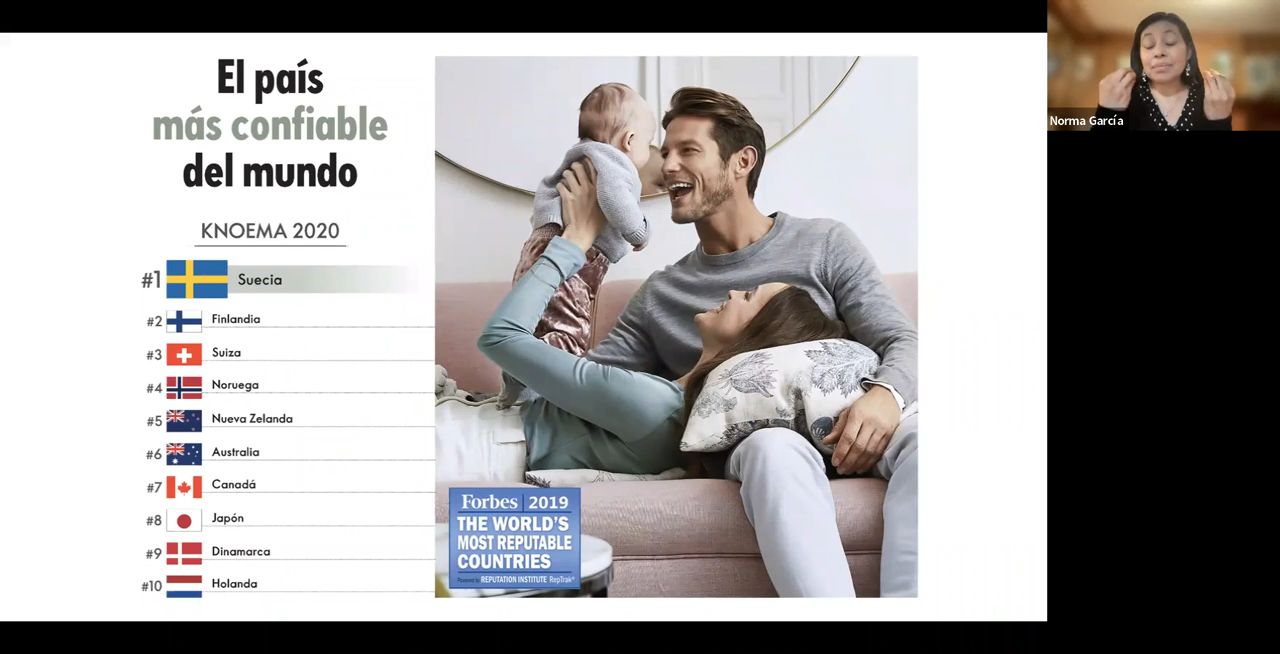 El país
más confiable
del mundo
KNOEMA 2020
#1 Suecia
#2 Finlandia
#3 Suiza
#4 Noruega
#5 Nueva Zelanda
#6 Australia
#7 Canadá
#8 Japón
#9 Dinamarca
#10 Holanda
Forbes 2019
THE WORLD'S
MOST REPUTABLE
COUNTRIES
Powered by REPUTATION INSTITUTE RepTrak®
Norma García